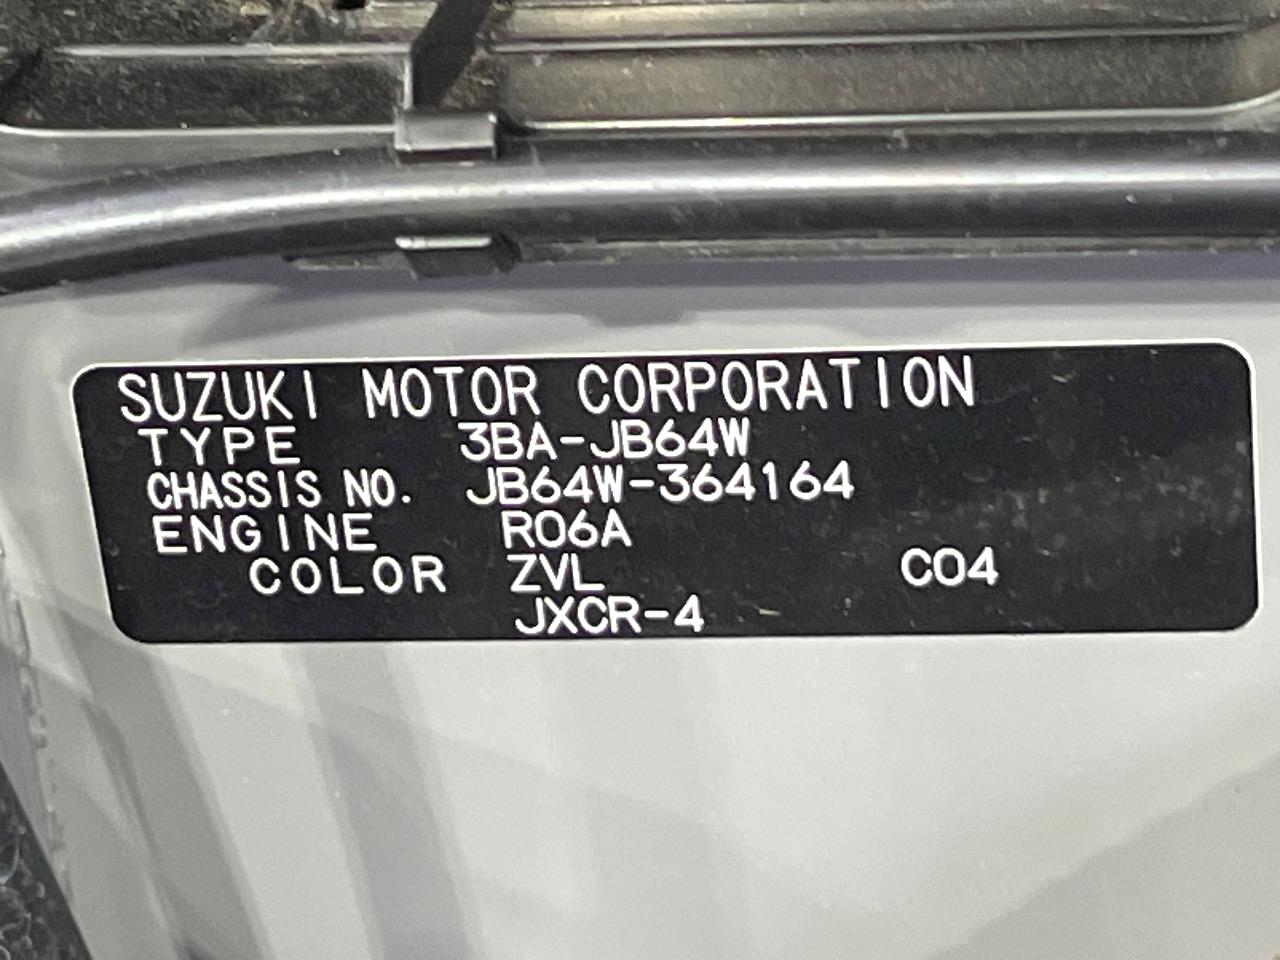 SUZUKI MOTOR CORPORATION
TYPE 3BA-JB64W
CHASSIS NO. JB64W-364164
ENGINE R06A
COLOR ZVL C04
JXCR-4